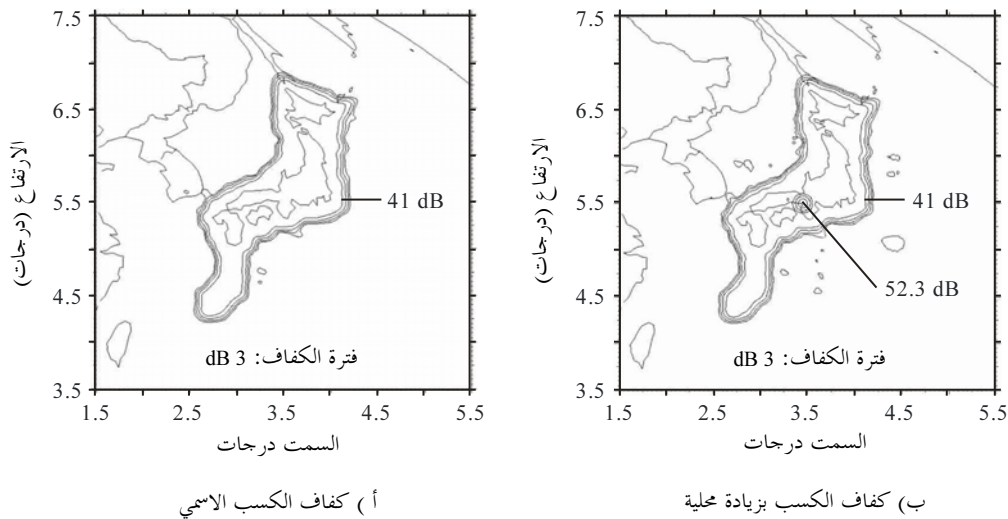 7.5
6.5
5.5
4.5
3.5
1.5 2.5 3.5 4.5 5.5
الارتفاع (درجات)
41 dB
فترة الكفاف: 3 dB
السمت درجات
أ ) كفاف الكسب الاسمي
7.5
6.5
5.5
4.5
3.5
1.5 2.5 3.5 4.5 5.5
الارتفاع (درجات)
41 dB
52.3 dB
فترة الكفاف: 3 dB
السمت درجات
ب) كفاف الكسب بزيادة محلية